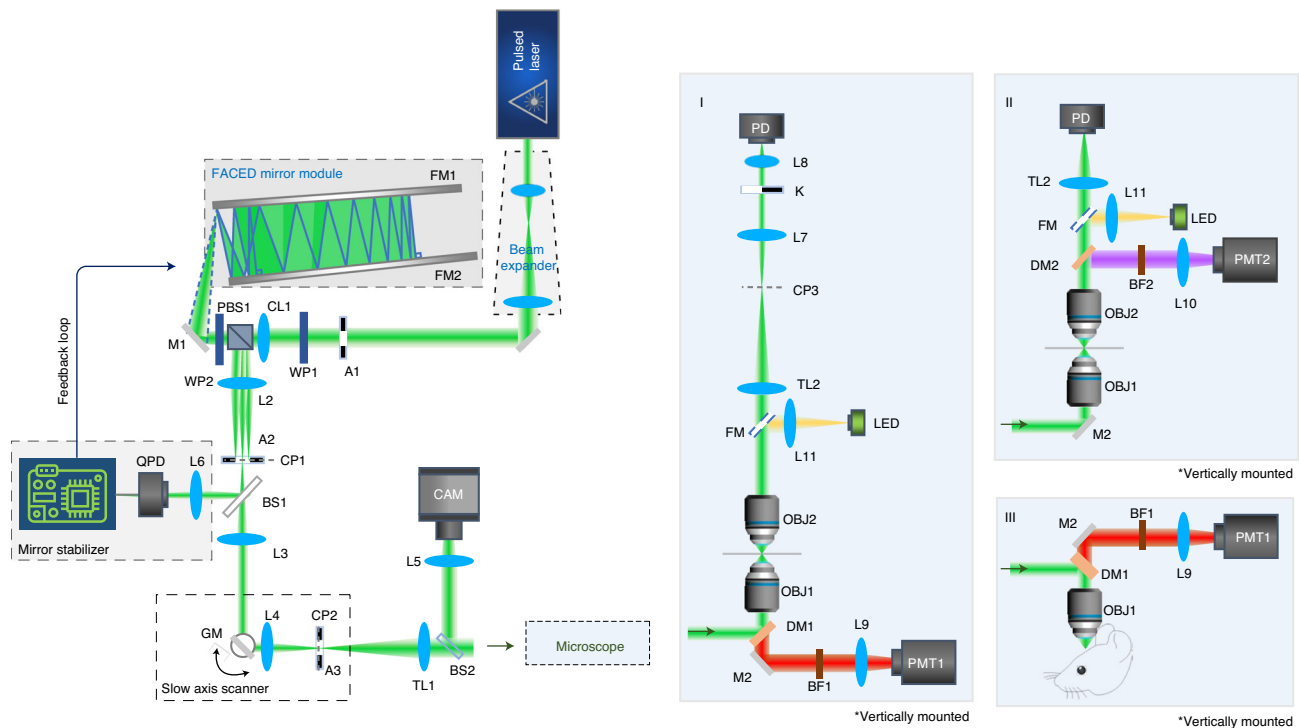 Pulsed
laser
FACED mirror module
FM1
FM2
Beam
expander
Feedback loop
M1
PBS1
CL1
WP2
WP1
A1
L2
A2
CP1
QPD
L6
BS1
Mirror stabilizer
L3
CAM
L5
GM
L4
CP2
A3
Slow axis scanner
TL1
BS2
Microscope
I
PD
L8
K
L7
CP3
TL2
FM
L11
LED
OBJ2
OBJ1
DM1
M2
BF1
L9
PMT1
*Vertically mounted
II
PD
TL2
L11
FM
LED
DM2
BF2
L10
PMT2
OBJ2
OBJ1
M2
*Vertically mounted
III
M2
BF1
PMT1
DM1
L9
OBJ1
*Vertically mounted